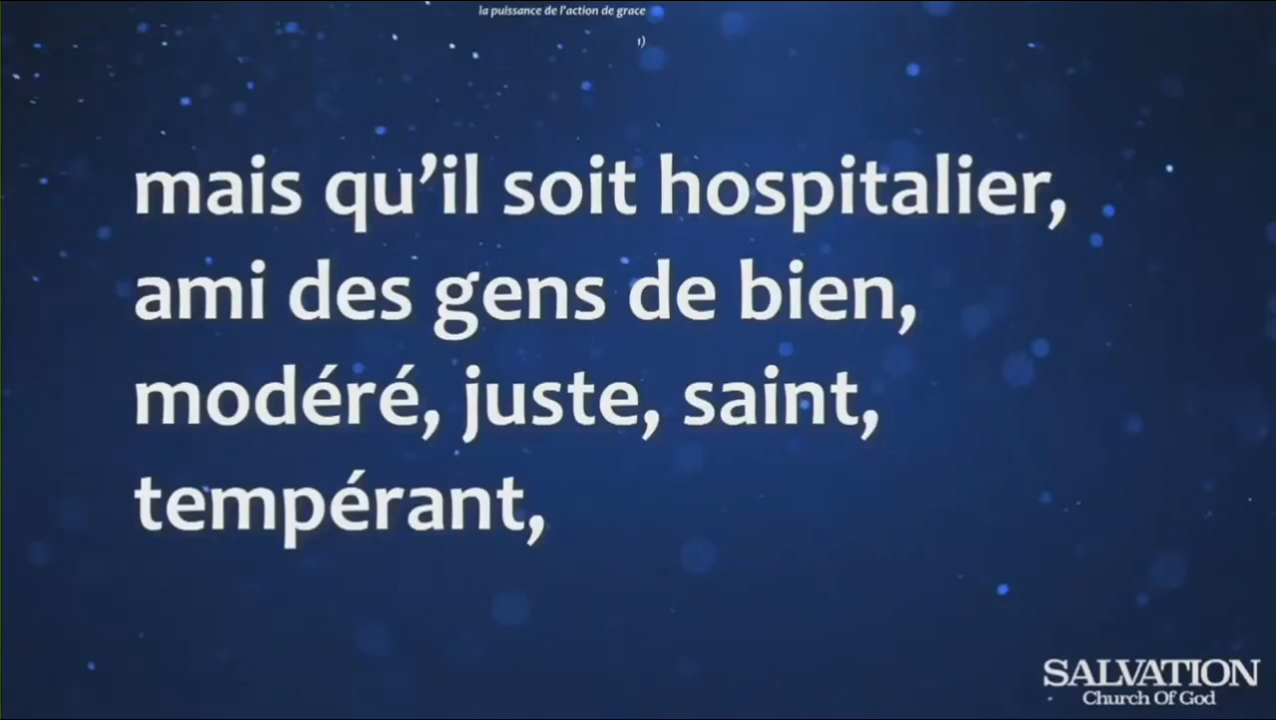 la puissance de l'action de grace
1)
mais qu’il soit hospitalier,
ami des gens de bien,
modéré, juste, saint,
tempérant,
SALVATION
Church Of God